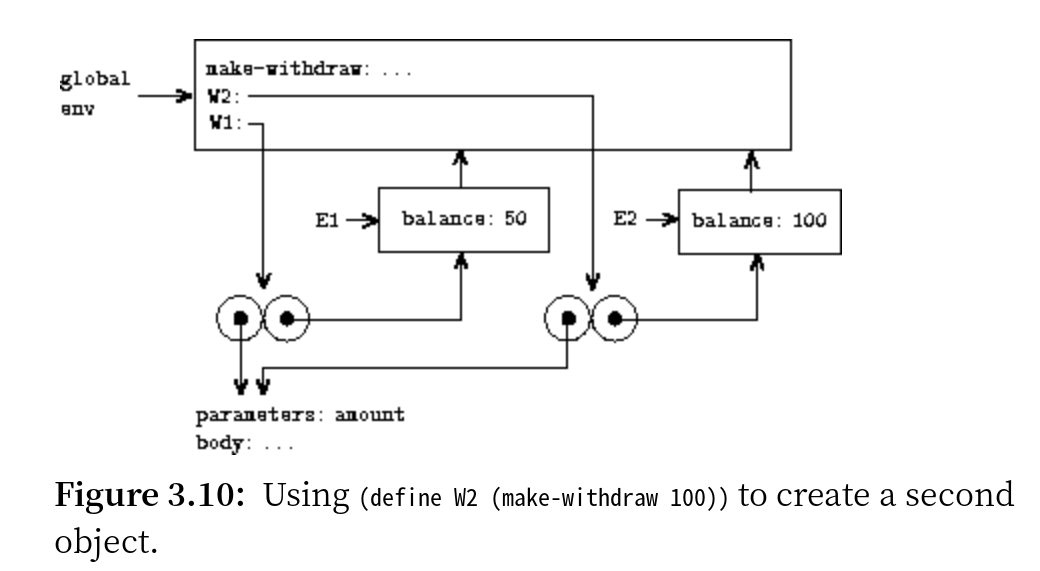 global
env
make-withdraw: ...
W2:
W1:
E1
balance: 50
E2
balance: 100
parameters: amount
body: ...
Figure 3.10: Using (define W2 (make-withdraw 100)) to create a second
object.